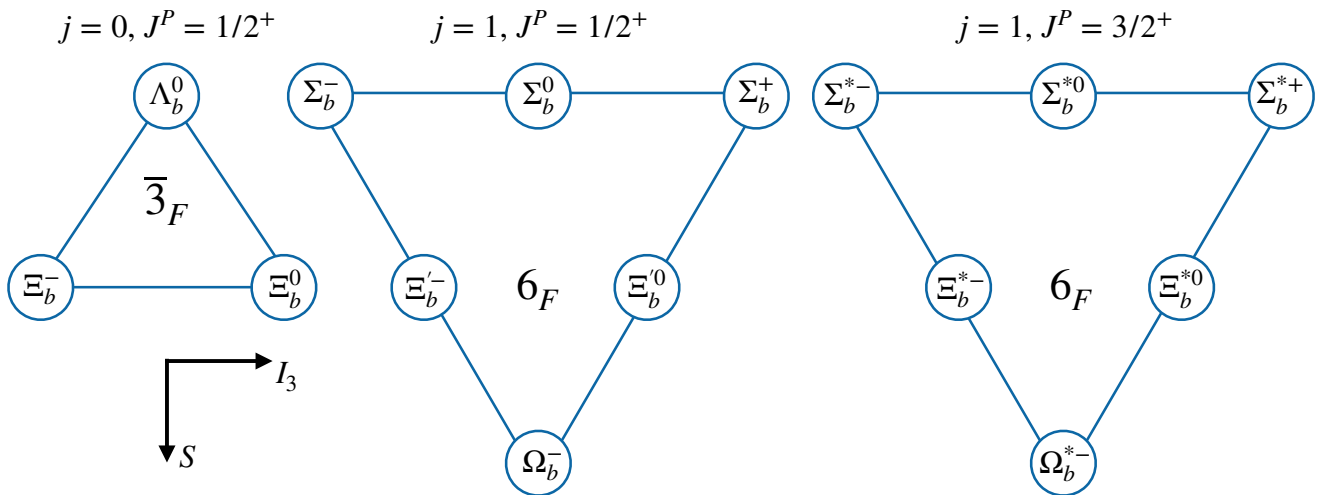 j = 0, J^P = 1/2^+
j = 1, J^P = 1/2^+
j = 1, J^P = 3/2^+
Λ_b^0
Σ_b^-
Σ_b^0
Σ_b^+
Σ_b^{*-}
Σ_b^{*0}
Σ_b^{*+}
\overline{3}_F
Ξ_b^-
Ξ_b^0
Ξ_b^{'-}
6_F
Ξ_b^{'0}
Ξ_b^{*-}
6_F
Ξ_b^{*0}
I_3
S
Ω_b^-
Ω_b^{*-}